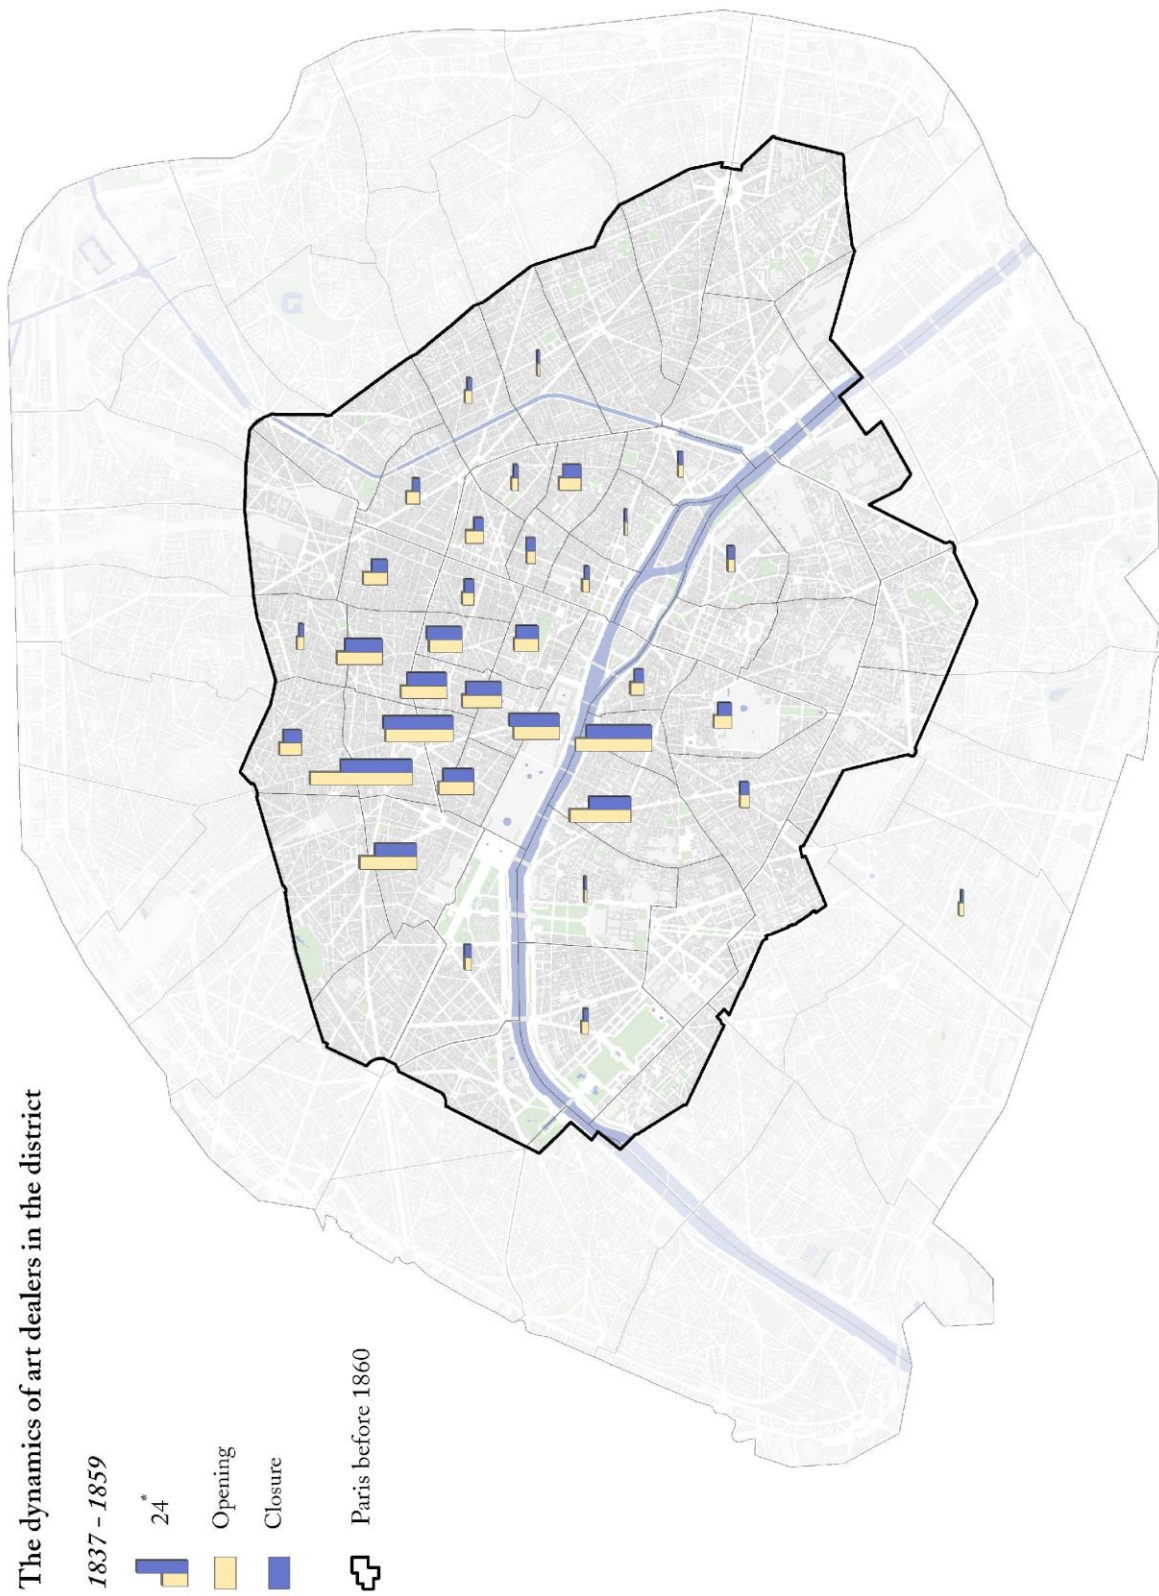 The dynamics of art dealers in the district
1837 - 1859
24*
Opening
Closure
Paris before 1860